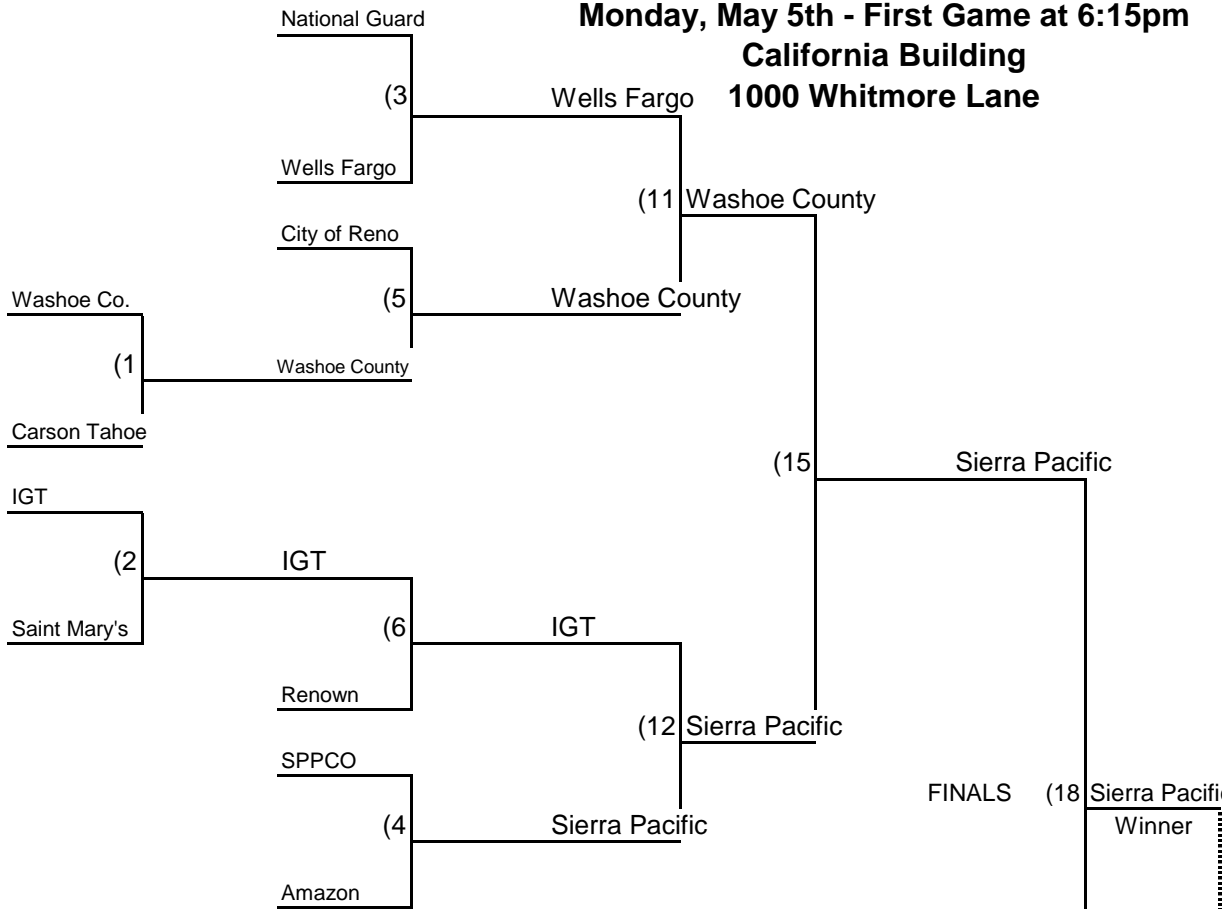 National Guard
Monday, May 5th - First Game at 6:15pm
California Building
1000 Whitmore Lane
(3
Wells Fargo
Wells Fargo
(11 Washoe County
City of Reno
Washoe Co.
(5
Washoe County
(1
Washoe County
Carson Tahoe
(15
Sierra Pacific
IGT
(2
IGT
Saint Mary's
(6
IGT
Renown
(12 Sierra Pacific
SPPCO
FINALS
(18 Sierra Pacific
(4
Sierra Pacific
Winner
Amazon